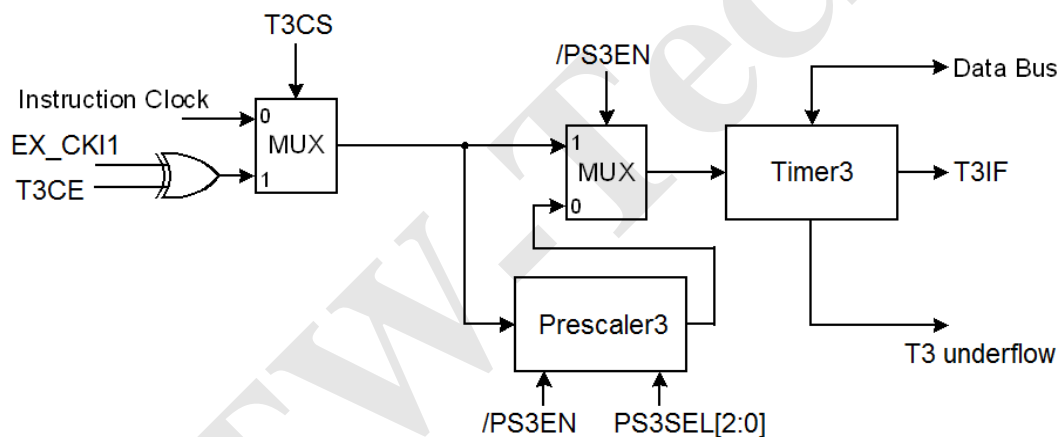 T3CS
/PS3EN
Instruction Clock
0
MUX
EX_CKI1
T3CE
1
1
MUX
0
Timer3
Data Bus
T3IF
Prescaler3
T3 underflow
/PS3EN
PS3SEL[2:0]